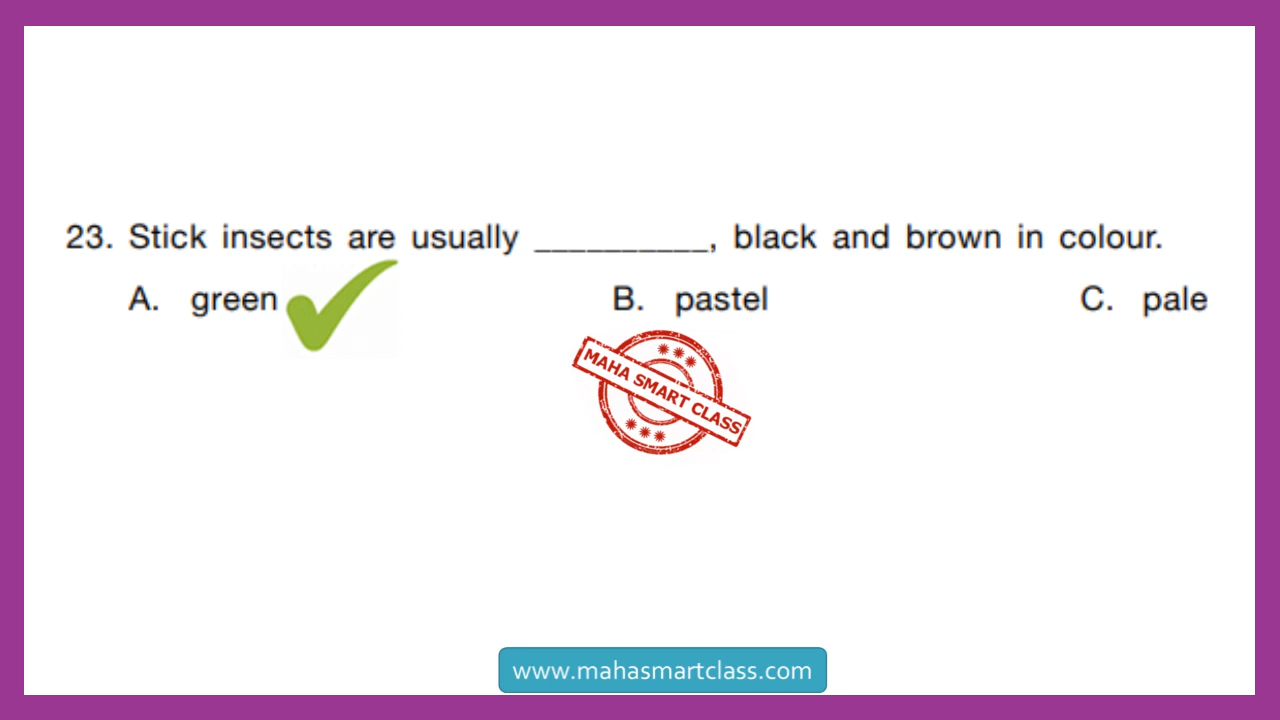 23. Stick insects are usually __________, black and brown in colour.
A. green B. pastel C. pale
MAHA SMART CLASS
www.mahasmartclass.com